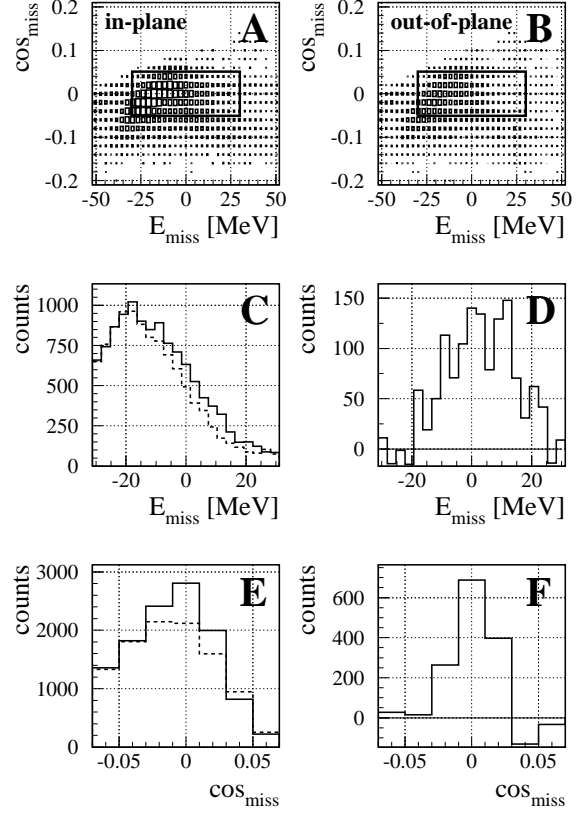 cos_miss
in-plane
A
0.2
0.1
0
-0.1
-0.2
-50 -25 0 25 50
E_miss [MeV]
cos_miss
out-of-plane
B
0.2
0.1
0
-0.1
-0.2
-50 -25 0 25 50
E_miss [MeV]
counts
C
1000
750
500
250
0
-20 0 20
E_miss [MeV]
counts
D
150
100
50
0
-20 0 20
E_miss [MeV]
counts
E
3000
2000
1000
0
-0.05 0 0.05
cos_miss
counts
F
600
400
200
0
-0.05 0 0.05
cos_miss